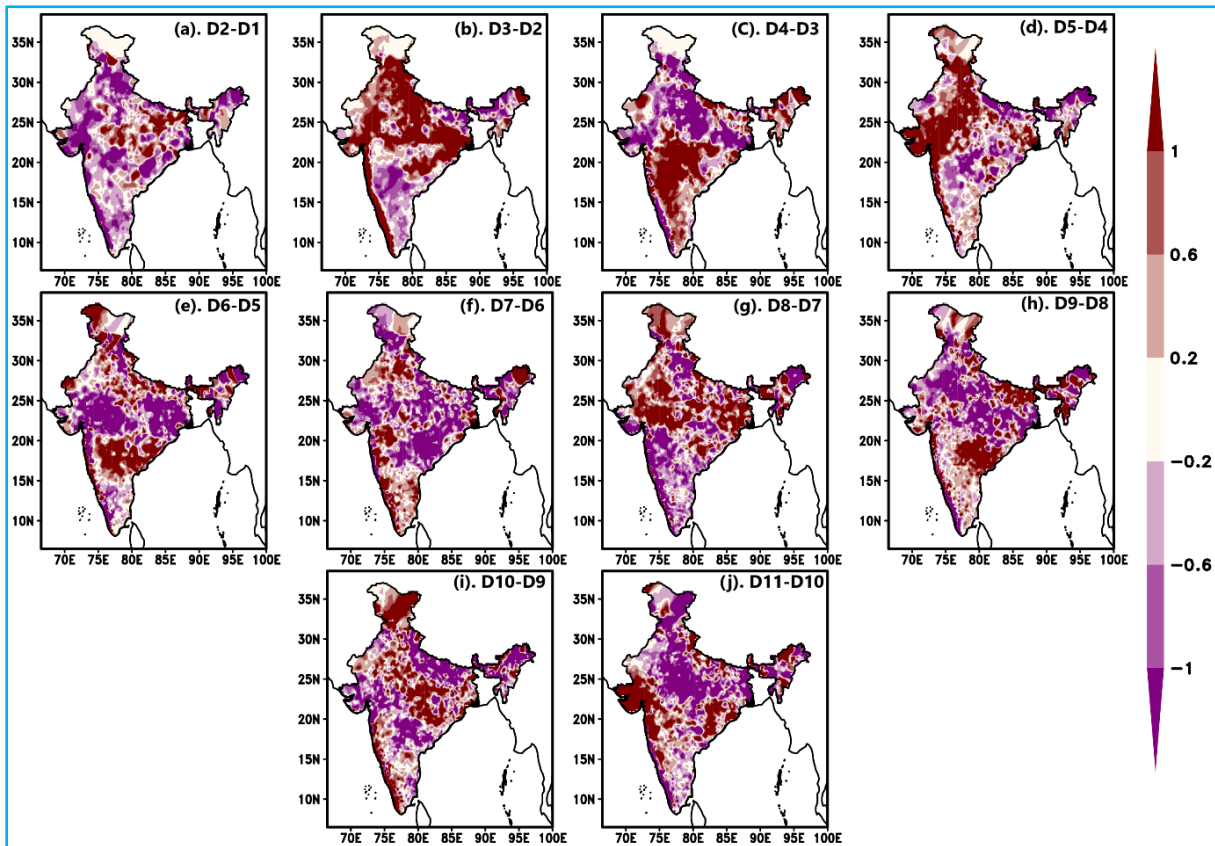 (a). D2-D1
(b). D3-D2
(C). D4-D3
(d). D5-D4
35N
30N
25N
20N
15N
10N
35N
30N
25N
20N
15N
10N
35N
30N
25N
20N
15N
10N
35N
30N
25N
20N
15N
10N
70E 75E 80E 85E 90E 95E 100E
70E 75E 80E 85E 90E 95E 100E
70E 75E 80E 85E 90E 95E 100E
70E 75E 80E 85E 90E 95E 100E
(e). D6-D5
(f). D7-D6
(g). D8-D7
(h). D9-D8
35N
30N
25N
20N
15N
10N
35N
30N
25N
20N
15N
10N
35N
30N
25N
20N
15N
10N
35N
30N
25N
20N
15N
10N
70E 75E 80E 85E 90E 95E 100E
70E 75E 80E 85E 90E 95E 100E
70E 75E 80E 85E 90E 95E 100E
70E 75E 80E 85E 90E 95E 100E
(i). D10-D9
(j). D11-D10
35N
30N
25N
20N
15N
10N
35N
30N
25N
20N
15N
10N
70E 75E 80E 85E 90E 95E 100E
70E 75E 80E 85E 90E 95E 100E
1
0.6
0.2
−0.2
−0.6
−1